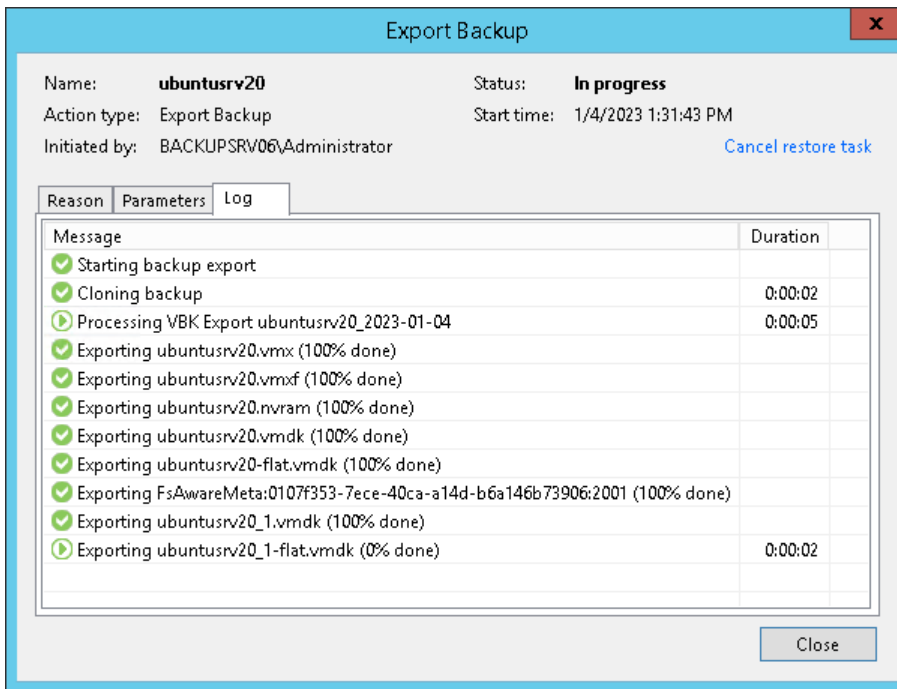 Export Backup
x
Name: ubuntusrv20 Status: In progress
Action type: Export Backup Start time: 1/4/2023 1:31:43 PM
Initiated by: BACKUPSRV06\Administrator Cancel restore task
Reason Parameters Log
Message Duration
Starting backup export
Cloning backup 0:00:02
Processing VBK Export ubuntusrv20_2023-01-04 0:00:05
Exporting ubuntusrv20.vmx (100% done)
Exporting ubuntusrv20.vmxf (100% done)
Exporting ubuntusrv20.nvram (100% done)
Exporting ubuntusrv20.vmdk (100% done)
Exporting ubuntusrv20-flat.vmdk (100% done)
Exporting FsAwareMeta:0107f353-7ece-40ca-a14d-b6a146b73906:2001 (100% done)
Exporting ubuntusrv20_1.vmdk (100% done)
Exporting ubuntusrv20_1-flat.vmdk (0% done) 0:00:02
Close